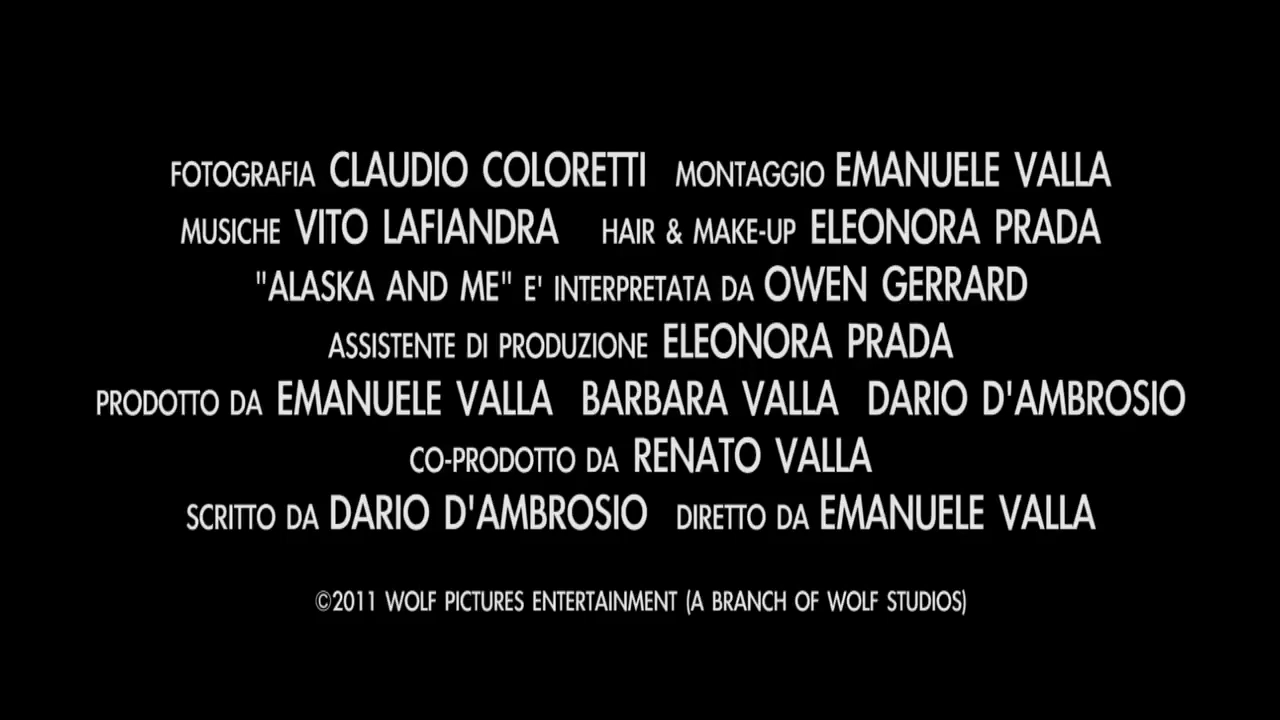 FOTOGRAFIA CLAUDIO COLORETTI MONTAGGIO EMANUELE VALLA
MUSICHE VITO LAFIANDRA HAIR & MAKE-UP ELEONORA PRADA
"ALASKA AND ME" E' INTERPRETATA DA OWEN GERRARD
ASSISTENTE DI PRODUZIONE ELEONORA PRADA
PRODOTTO DA EMANUELE VALLA BARBARA VALLA DARIO D'AMBROSIO
CO-PRODOTTO DA RENATO VALLA
SCRITTO DA DARIO D'AMBROSIO DIRETTO DA EMANUELE VALLA
©2011 WOLF PICTURES ENTERTAINMENT (A BRANCH OF WOLF STUDIOS)